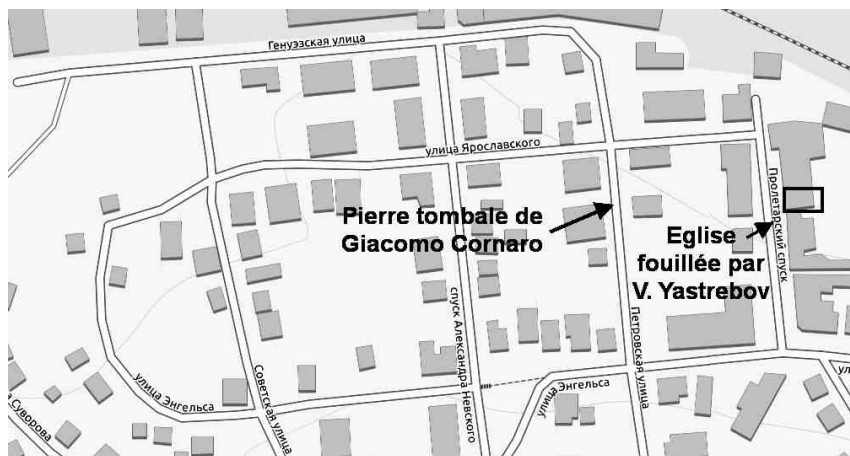 Генуэзская улица
улица Ярославского
Пролетарский спуск
Pierre tombale de
Giacomo Cornaro
Eglise
fouillée par
V. Yastrebov
спуск Александра Невского
Петровская улица
Советская улица
улица Энгельса
улица Энгельса
ул
а Суворова